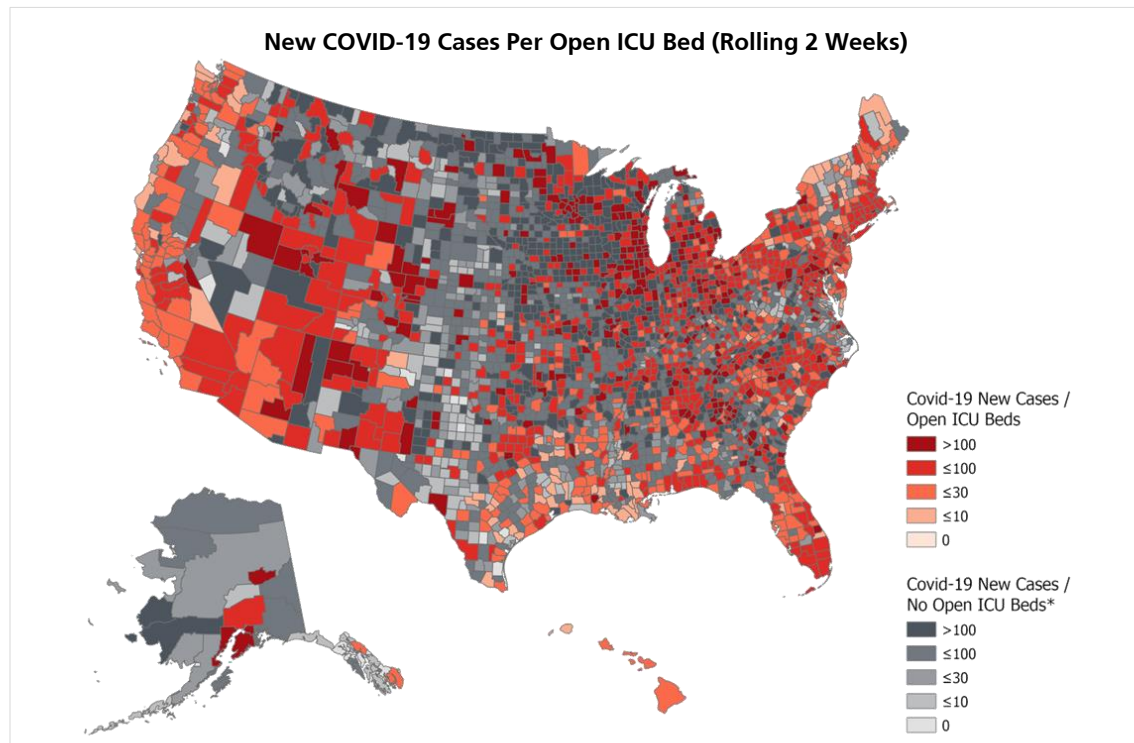 New COVID-19 Cases Per Open ICU Bed (Rolling 2 Weeks)
Covid-19 New Cases /
Open ICU Beds
>100
≤100
≤30
≤10
0
Covid-19 New Cases /
No Open ICU Beds*
>100
≤100
≤30
≤10
0